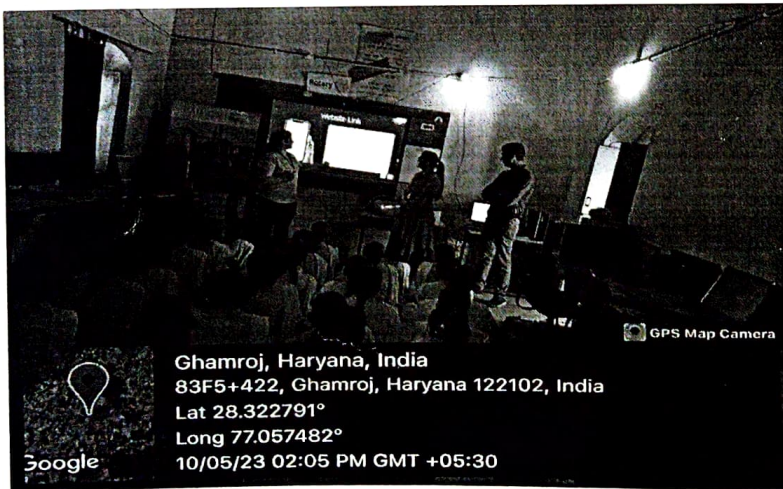 Rotary
Website Link
GPS Map Camera
Ghamroj, Haryana, India
83F5+422, Ghamroj, Haryana 122102, India
Lat 28.322791°
Long 77.057482°
10/05/23 02:05 PM GMT +05:30
Google